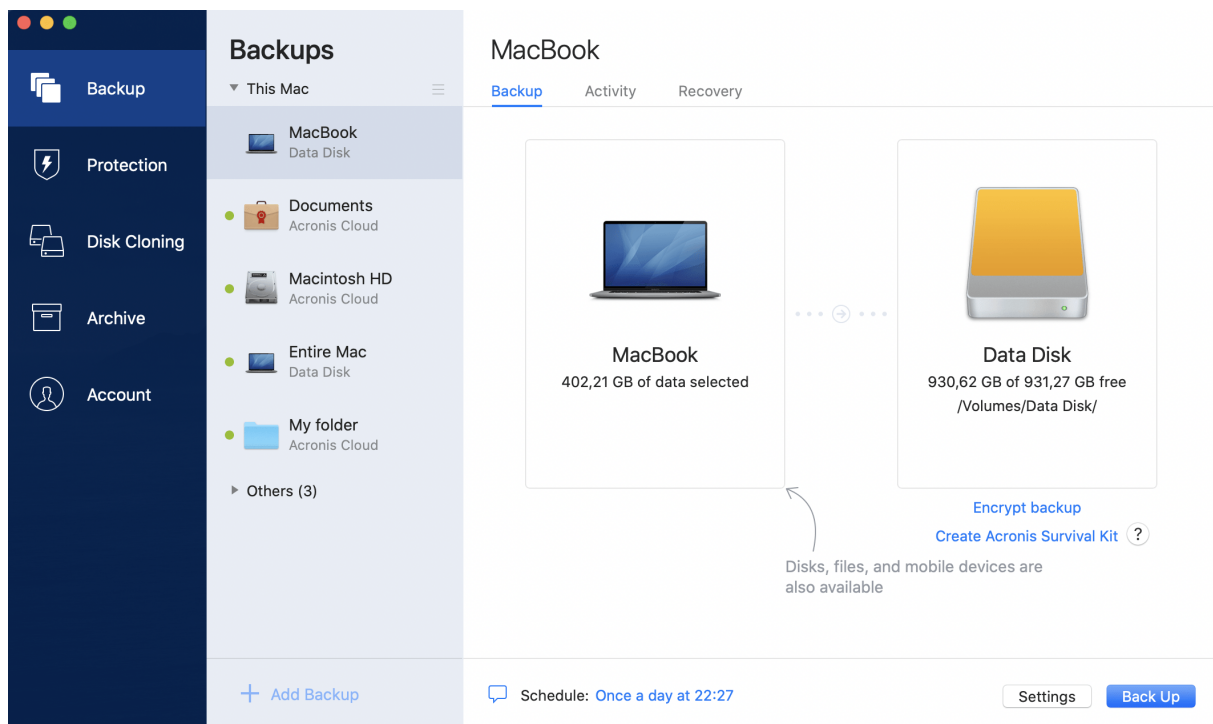 Backup
Protection
Disk Cloning
Archive
Account
Backups
This Mac
MacBook
Data Disk
Documents
Acronis Cloud
Macintosh HD
Acronis Cloud
Entire Mac
Data Disk
My folder
Acronis Cloud
Others (3)
Add Backup
MacBook
Backup Activity Recovery
MacBook
402,21 GB of data selected
Data Disk
930,62 GB of 931,27 GB free
/Volumes/Data Disk/
Encrypt backup
Create Acronis Survival Kit ?
Disks, files, and mobile devices are
also available
Schedule: Once a day at 22:27
Settings Back Up